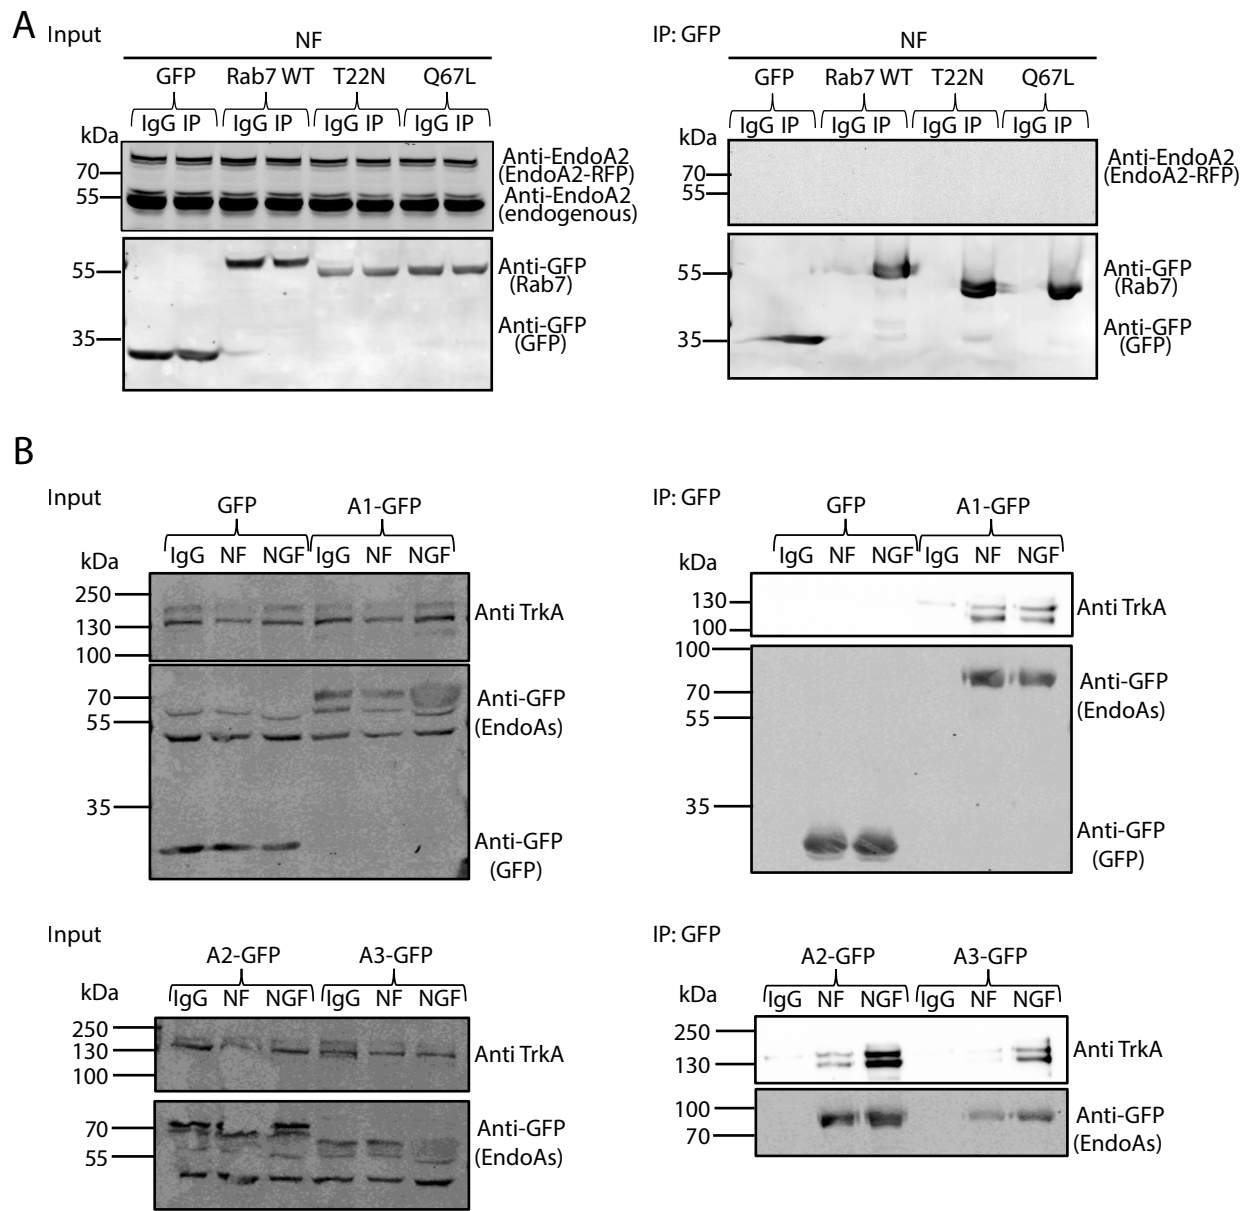 A
Input
NF
GFP Rab7 WT T22N Q67L
IgG IP IgG IP IgG IP IgG IP
kDa
70
55
Anti-EndoA2
(EndoA2-RFP)
Anti-EndoA2
(endogenous)
55
35
Anti-GFP
(Rab7)
Anti-GFP
(GFP)
IP: GFP
NF
GFP Rab7 WT T22N Q67L
IgG IP IgG IP IgG IP IgG IP
kDa
70
55
Anti-EndoA2
(EndoA2-RFP)
55
35
Anti-GFP
(Rab7)
Anti-GFP
(GFP)
B
Input
GFP A1-GFP
IgG NF NGF IgG NF NGF
kDa
250
130
100
Anti TrkA
70
55
35
Anti-GFP
(EndoAs)
Anti-GFP
(GFP)
IP: GFP
GFP A1-GFP
IgG NF NGF IgG NF NGF
kDa
130
100
Anti TrkA
100
70
55
35
Anti-GFP
(EndoAs)
Anti-GFP
(GFP)
Input
A2-GFP A3-GFP
IgG NF NGF IgG NF NGF
kDa
250
130
100
Anti TrkA
70
55
Anti-GFP
(EndoAs)
IP: GFP
A2-GFP A3-GFP
IgG NF NGF IgG NF NGF
kDa
250
130
Anti TrkA
100
70
Anti-GFP
(EndoAs)